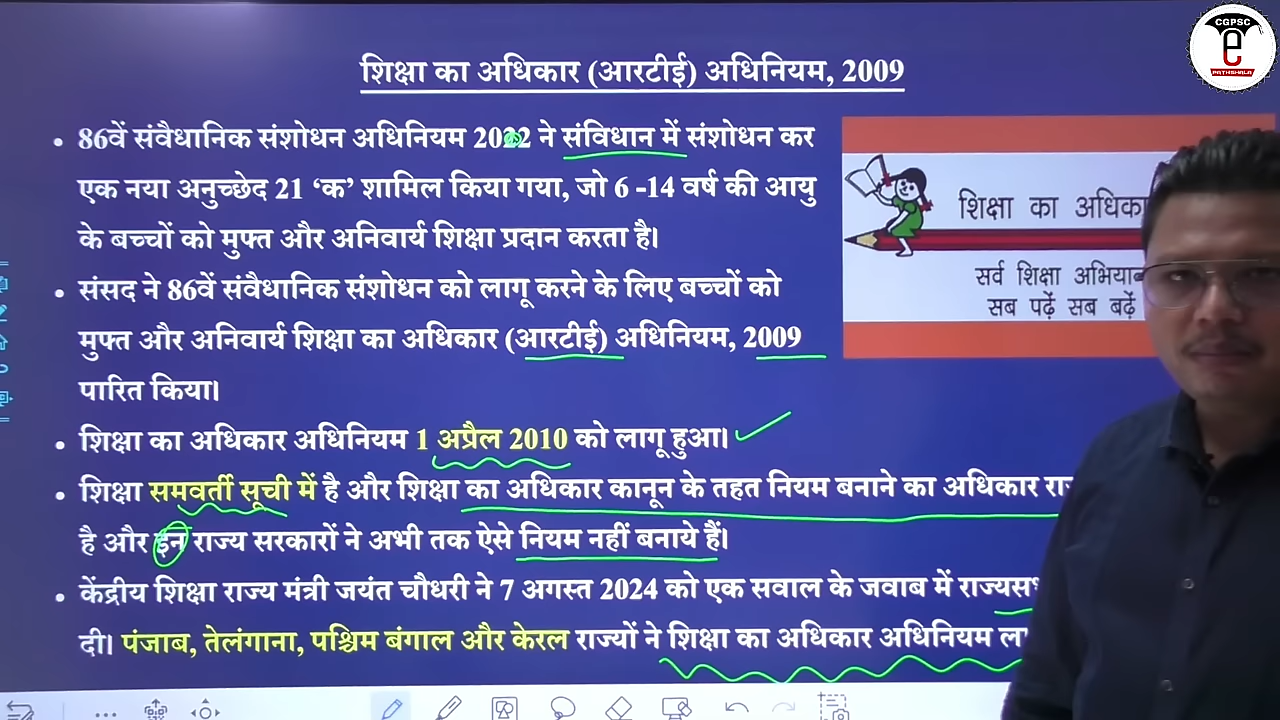 CGPSC
e
PATHSHALA
शिक्षा का अधिकार (आरटीई) अधिनियम, 2009
• 86वें संवैधानिक संशोधन अधिनियम 2022 ने संविधान में संशोधन कर
एक नया अनुच्छेद 21 ‘क’ शामिल किया गया, जो 6 -14 वर्ष की आयु
के बच्चों को मुफ्त और अनिवार्य शिक्षा प्रदान करता है।
शिक्षा का
सर्व शिक्षा
सब पढ़ें सब बढ़ें
• संसद ने 86वें संवैधानिक संशोधन को लागू करने के लिए बच्चों को
मुफ्त और अनिवार्य शिक्षा का अधिकार (आरटीई) अधिनियम, 2009
पारित किया।
• शिक्षा का अधिकार अधिनियम 1 अप्रैल 2010 को लागू हुआ।
• शिक्षा समवर्ती सूची में है और शिक्षा का अधिकार कानून के तहत नियम बनाने का अधिकार
है और इन राज्य सरकारों ने अभी तक ऐसे नियम नहीं बनाये हैं।
• केंद्रीय शिक्षा राज्य मंत्री जयंत चौधरी ने 7 अगस्त 2024 को एक सवाल के जवाब में
दी। पंजाब, तेलंगाना, पश्चिम बंगाल और केरल राज्यों ने शिक्षा का अधिकार अधिनियम